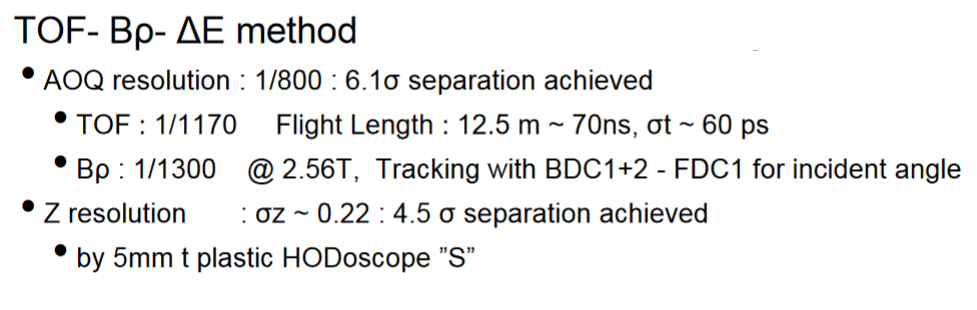 TOF- Bρ- ΔE method
• AOQ resolution : 1/800 : 6.1σ separation achieved
• TOF : 1/1170 Flight Length : 12.5 m ~ 70ns, σt ~ 60 ps
• Bρ : 1/1300 @ 2.56T, Tracking with BDC1+2 - FDC1 for incident angle
• Z resolution : σz ~ 0.22 : 4.5 σ separation achieved
• by 5mm t plastic HODoscope ”S”